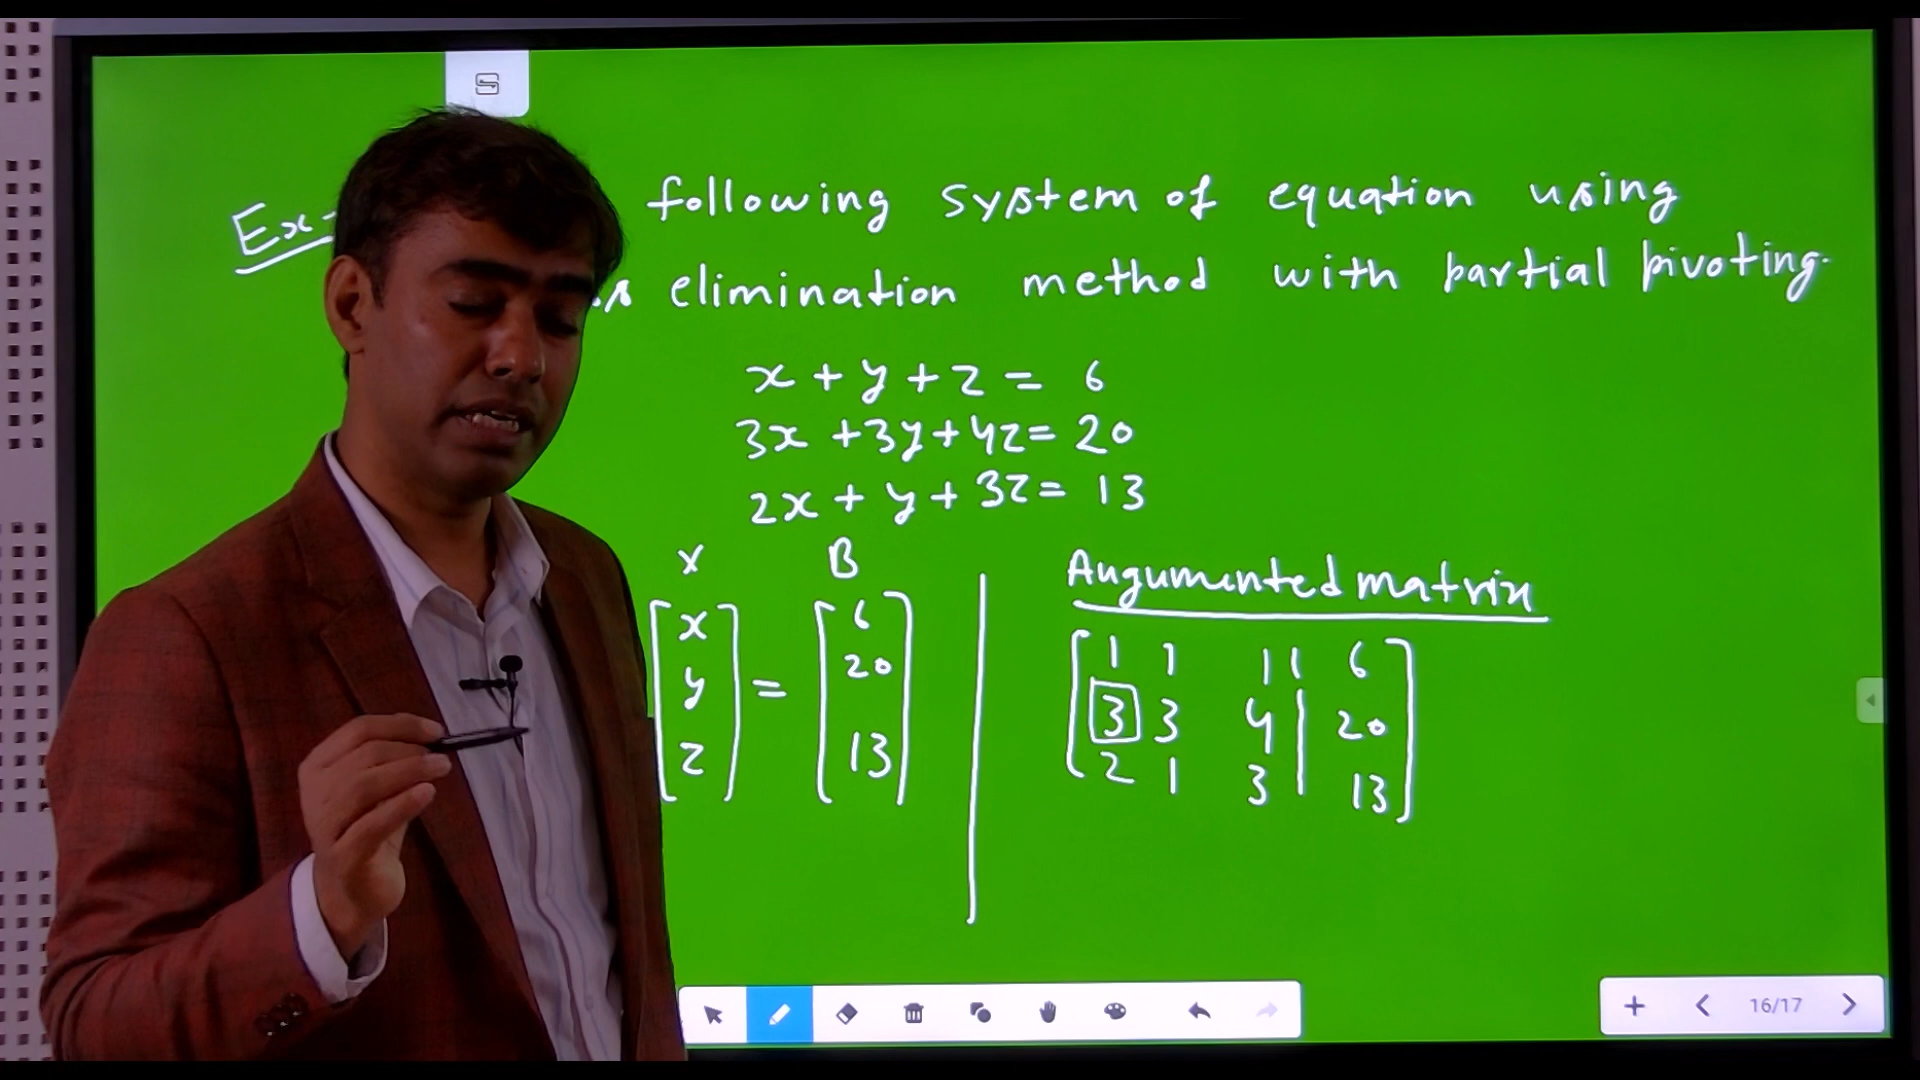 Ex- following system of equation using
elimination method with partial pivoting.
x + y + z = 6
3x + 3y + 4z = 20
2x + y + 3z = 13
X B
Augumented matrix
[x y z] = [6 20 13]
1 1 1 | 6
3 3 4 | 20
2 1 3 | 13
16/17